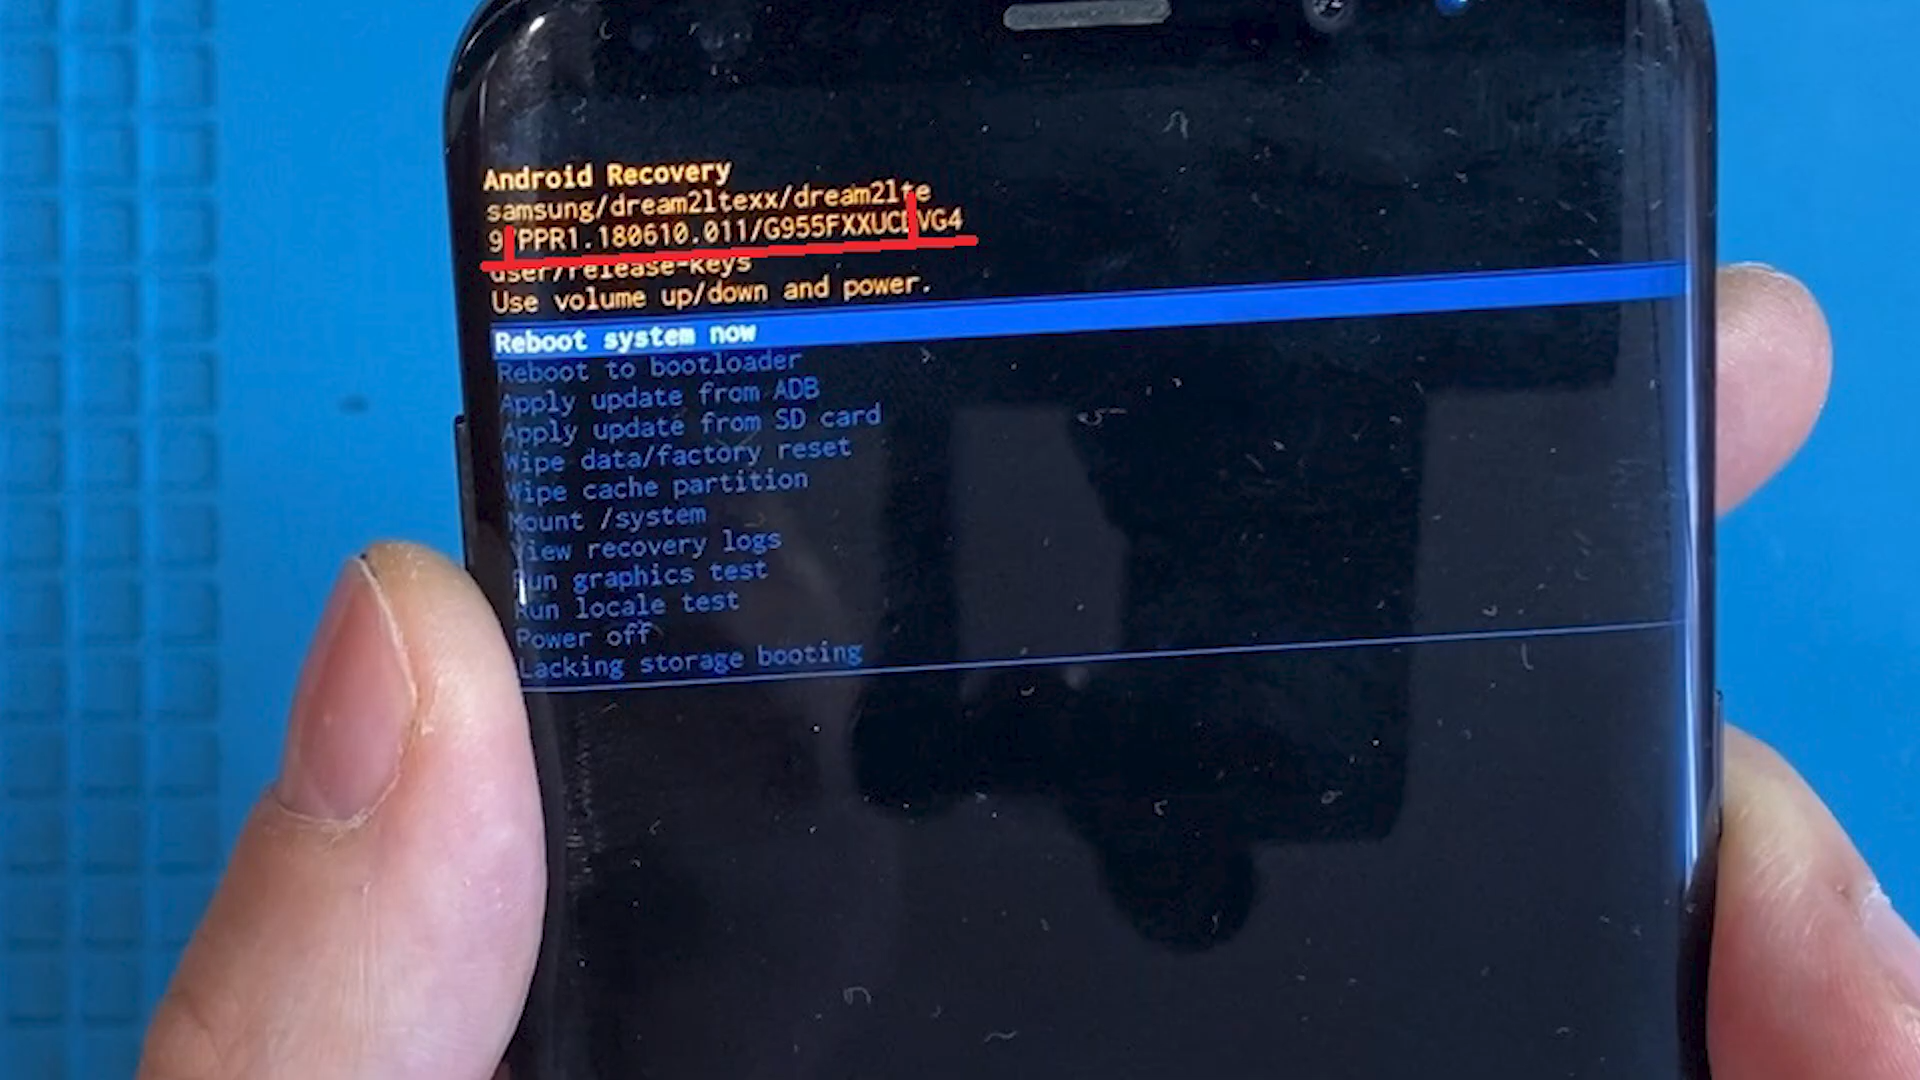 Android Recovery
samsung/dream2ltexx/dream2lte
9/PPR1.180610.011/G955FXXUCDVG4
user/release-keys
Use volume up/down and power.
Reboot system now
Reboot to bootloader
Apply update from ADB
Apply update from SD card
Wipe data/factory reset
Wipe cache partition
Mount /system
View recovery logs
Run graphics test
Run locale test
Power off
Lacking storage booting